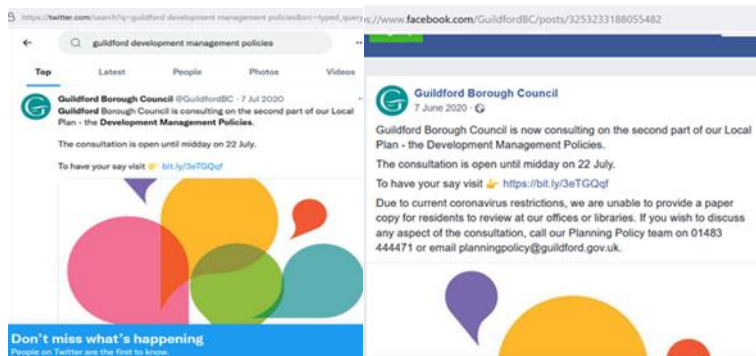 https://twitter.com/search?q=guildford development management policies&src=typed_query
guildford development management policies
Top Latest People Photos Videos
Guildford Borough Council @GuildfordBC · 7 Jul 2020
Guildford Borough Council is consulting on the second part of our Local
Plan - the Development Management Policies.
The consultation is open until midday on 22 July.
To have your say visit 👉 bit.ly/3eTGQqf
Don't miss what's happening
People on Twitter are the first to know.
s://www.facebook.com/GuildfordBC/posts/3253233188055482
Guildford Borough Council
7 June 2020 ·
Guildford Borough Council is now consulting on the second part of our Local
Plan - the Development Management Policies.
The consultation is open until midday on 22 July.
To have your say visit 👉 https://bit.ly/3eTGQqf
Due to current coronavirus restrictions, we are unable to provide a paper
copy for residents to review at our offices or libraries. If you wish to discuss
any aspect of the consultation, call our Planning Policy team on 01483
444471 or email planningpolicy@guildford.gov.uk.